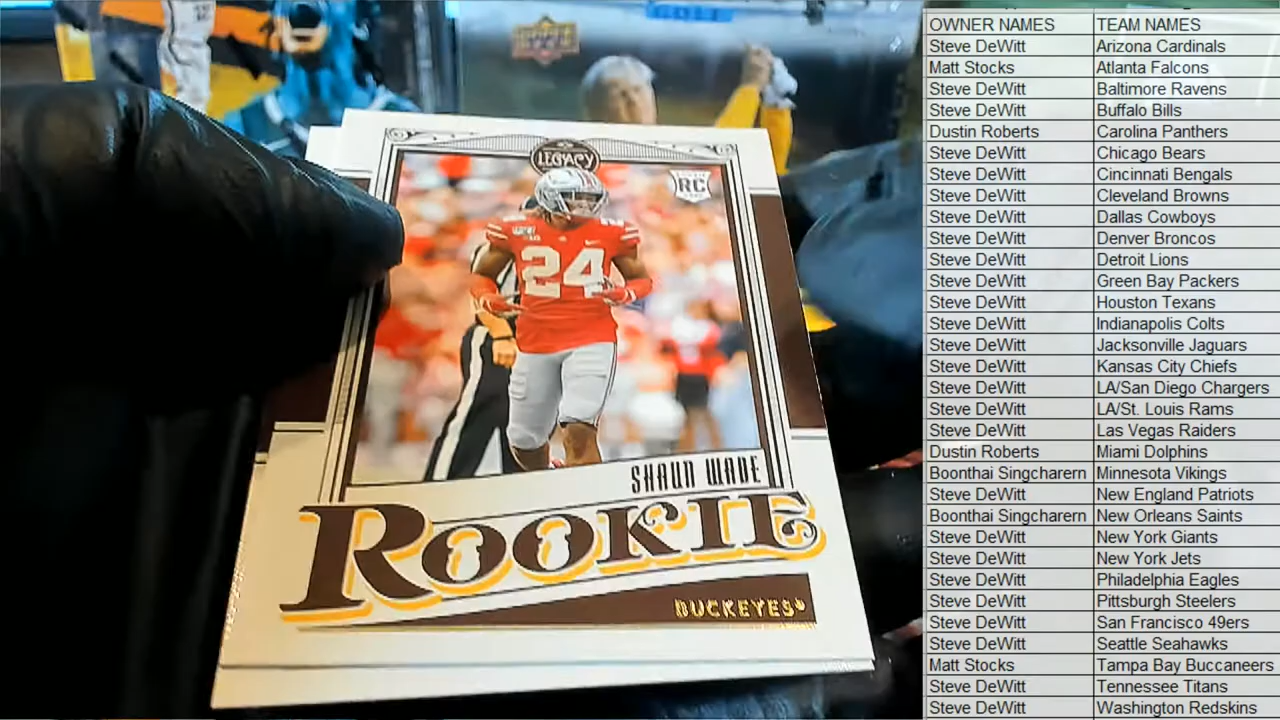 UPPER DECK
LEGACY
RC
24
SHAUN WADE
ROOKIE
BUCKEYES
OWNER NAMES TEAM NAMES
Steve DeWitt Arizona Cardinals
Matt Stocks Atlanta Falcons
Steve DeWitt Baltimore Ravens
Steve DeWitt Buffalo Bills
Dustin Roberts Carolina Panthers
Steve DeWitt Chicago Bears
Steve DeWitt Cincinnati Bengals
Steve DeWitt Cleveland Browns
Steve DeWitt Dallas Cowboys
Steve DeWitt Denver Broncos
Steve DeWitt Detroit Lions
Steve DeWitt Green Bay Packers
Steve DeWitt Houston Texans
Steve DeWitt Indianapolis Colts
Steve DeWitt Jacksonville Jaguars
Steve DeWitt Kansas City Chiefs
Steve DeWitt LA/San Diego Chargers
Steve DeWitt LA/St. Louis Rams
Steve DeWitt Las Vegas Raiders
Dustin Roberts Miami Dolphins
Boonthai Singcharern Minnesota Vikings
Steve DeWitt New England Patriots
Boonthai Singcharern New Orleans Saints
Steve DeWitt New York Giants
Steve DeWitt New York Jets
Steve DeWitt Philadelphia Eagles
Steve DeWitt Pittsburgh Steelers
Steve DeWitt San Francisco 49ers
Steve DeWitt Seattle Seahawks
Matt Stocks Tampa Bay Buccaneers
Steve DeWitt Tennessee Titans
Steve DeWitt Washington Redskins